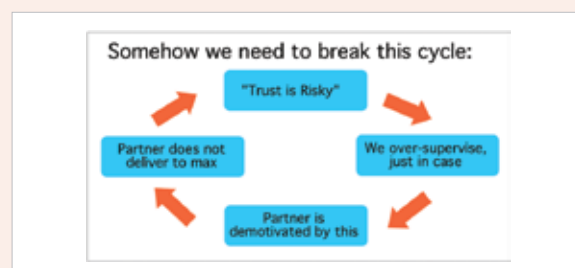 Somehow we need to break this cycle:
"Trust is Risky"
We over-supervise,
just in case
Partner is
demotivated by this
Partner does not
deliver to max